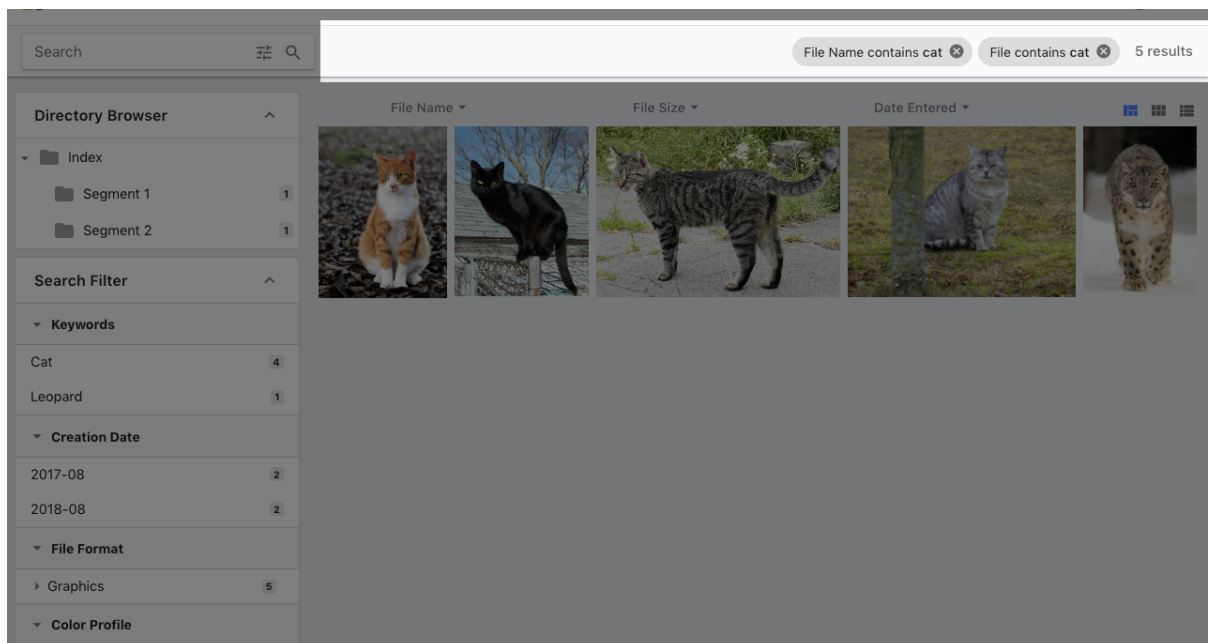 Search
File Name contains cat
File contains cat
5 results
Directory Browser
Index
Segment 1 1
Segment 2 1
Search Filter
Keywords
Cat 4
Leopard 1
Creation Date
2017-08 2
2018-08 2
File Format
Graphics 5
Color Profile
File Name
File Size
Date Entered